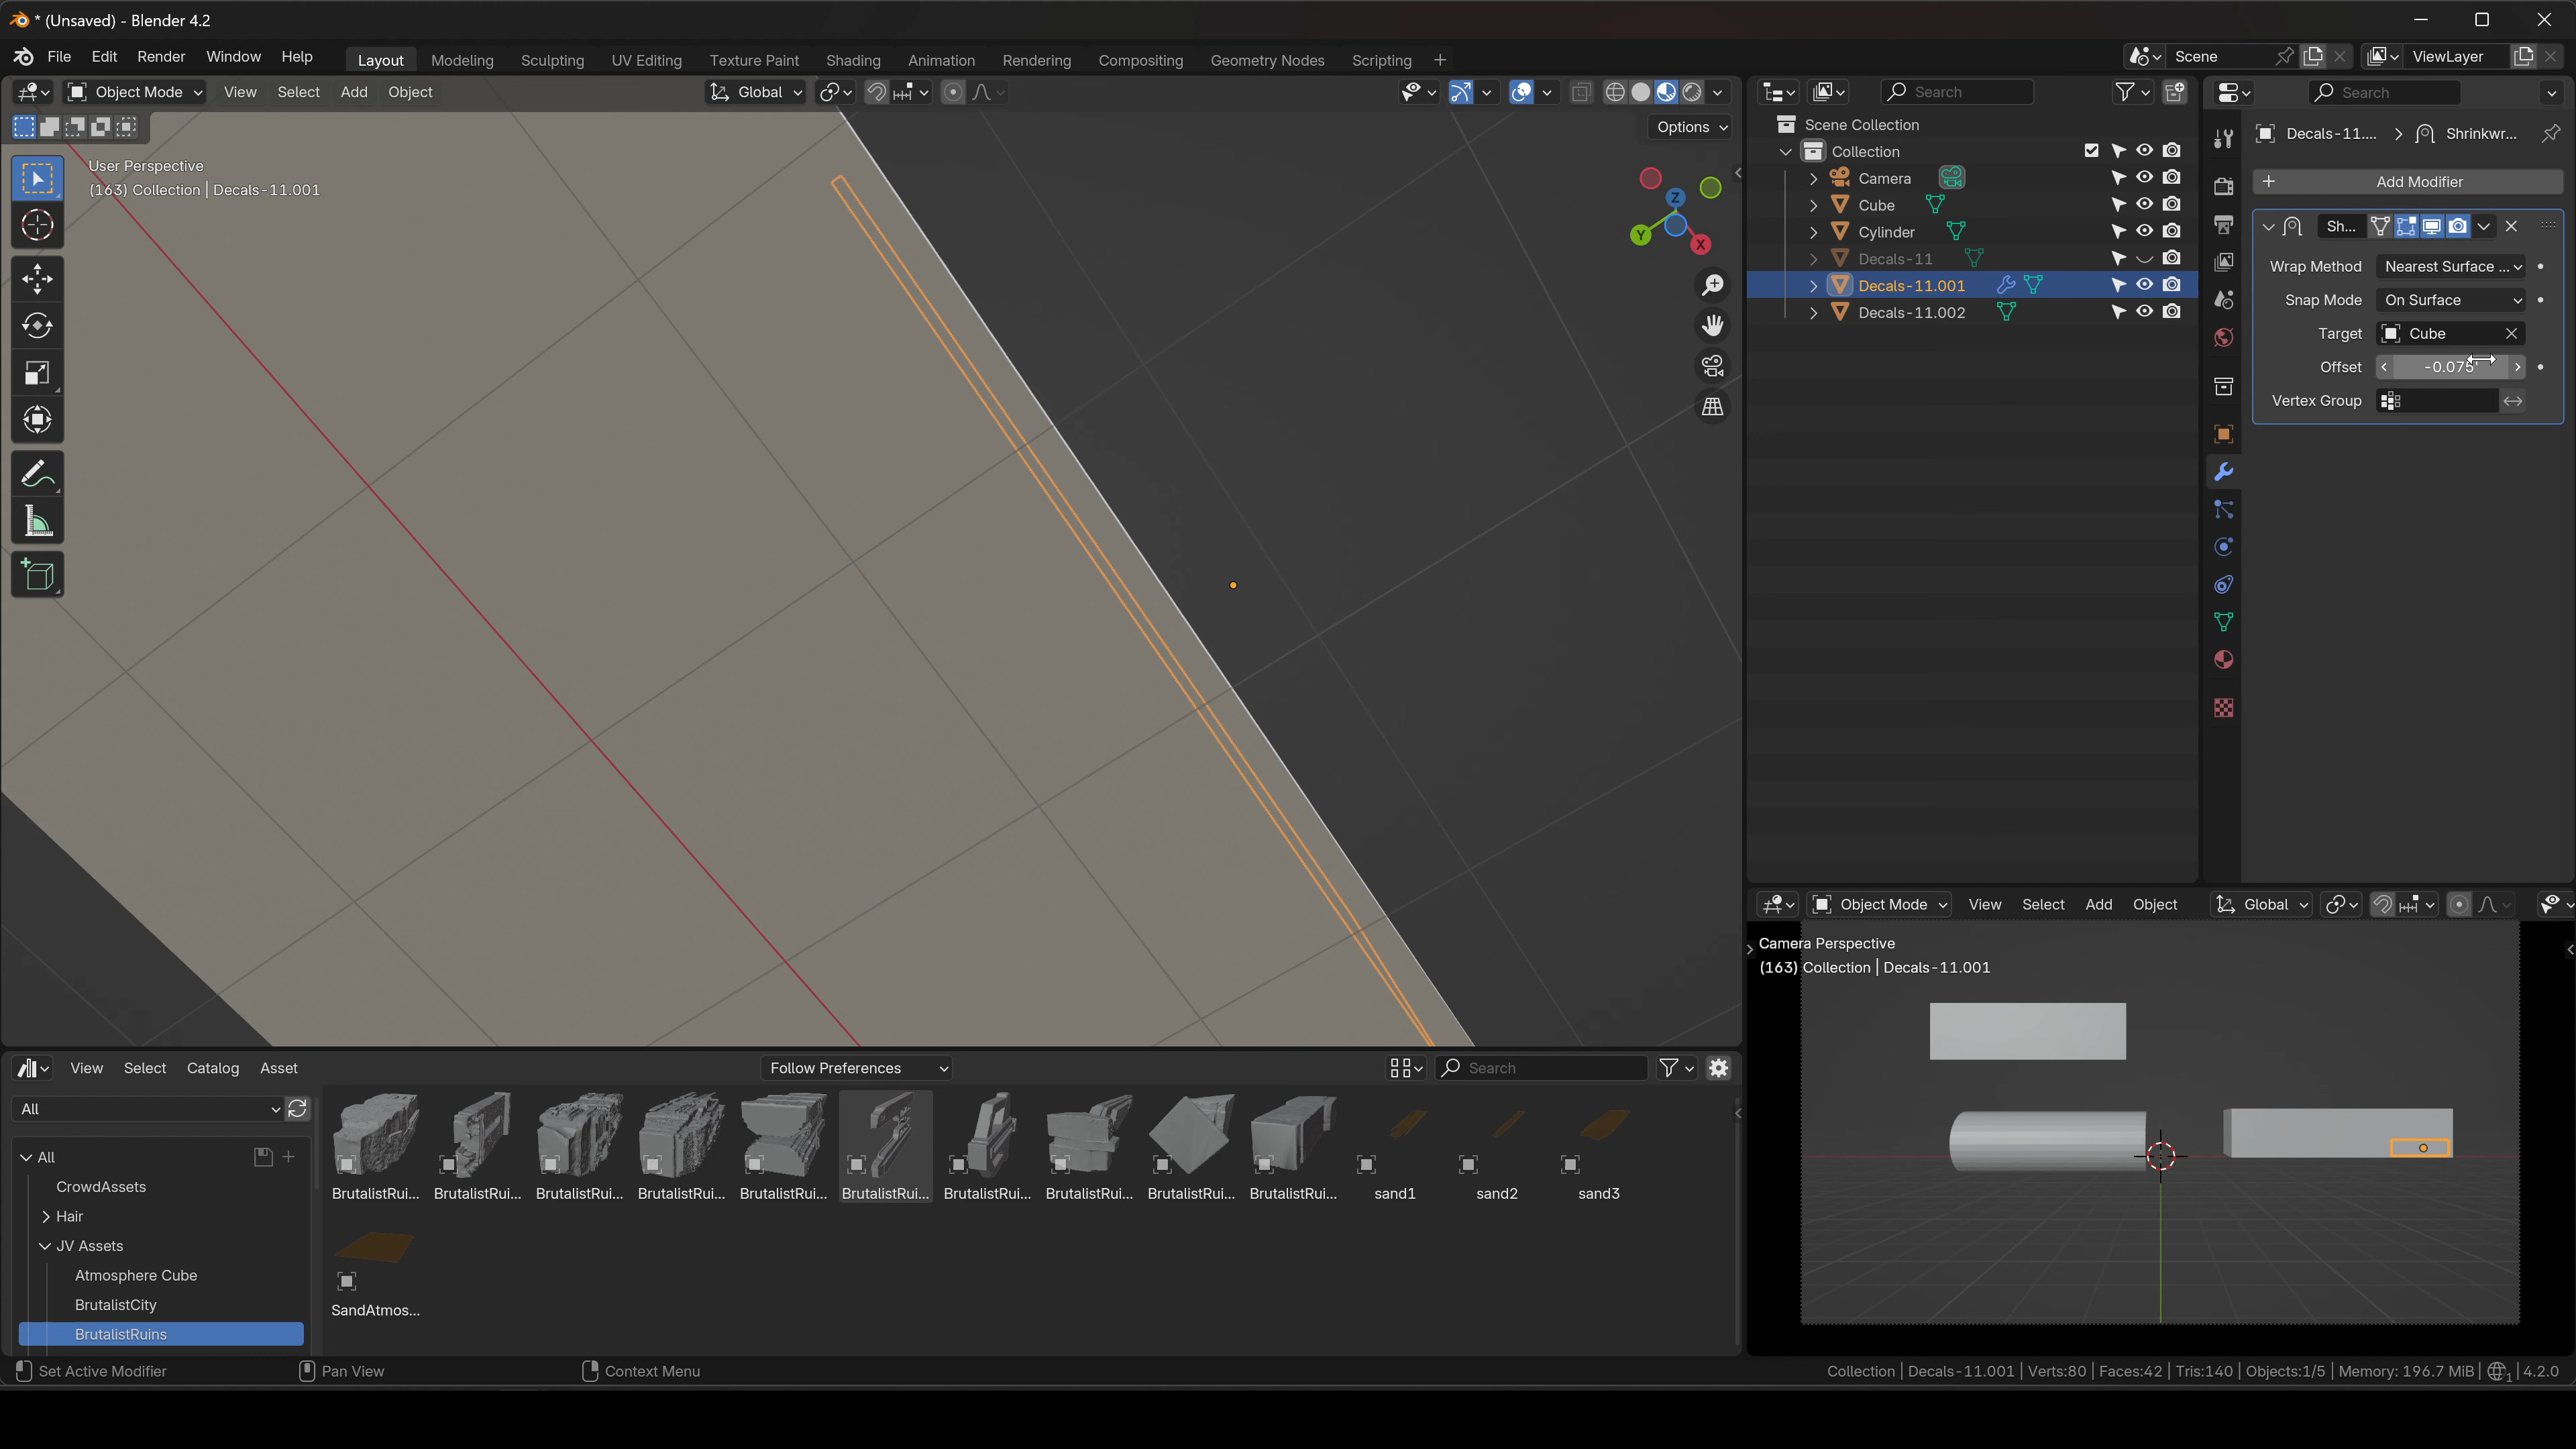 * (Unsaved) - Blender 4.2
File Edit Render Window Help
Layout Modeling Sculpting UV Editing Texture Paint Shading Animation Rendering Compositing Geometry Nodes Scripting +
Scene
ViewLayer
Object Mode View Select Add Object
Global
Options
User Perspective
(163) Collection | Decals-11.001
Z
Y
X
Search
Scene Collection
Collection
Camera
Cube
Cylinder
Decals-11
Decals-11.001
Decals-11.002
Search
Decals-11.... > Shrinkwr...
+ Add Modifier
Sh...
Wrap Method Nearest Surface ...
Snap Mode On Surface
Target Cube
Offset -0.075
Vertex Group
Object Mode View Select Add Object Global
Camera Perspective
(163) Collection | Decals-11.001
View Select Catalog Asset
Follow Preferences
Search
All
All
CrowdAssets
Hair
JV Assets
Atmosphere Cube
BrutalistCity
BrutalistRuins
BrutalistRui... BrutalistRui... BrutalistRui... BrutalistRui... BrutalistRui... BrutalistRui... BrutalistRui... BrutalistRui... BrutalistRui... BrutalistRui... sand1 sand2 sand3
SandAtmos...
Set Active Modifier
Pan View
Context Menu
Collection | Decals-11.001 | Verts:80 | Faces:42 | Tris:140 | Objects:1/5 | Memory: 196.7 MiB | 1 | 4.2.0